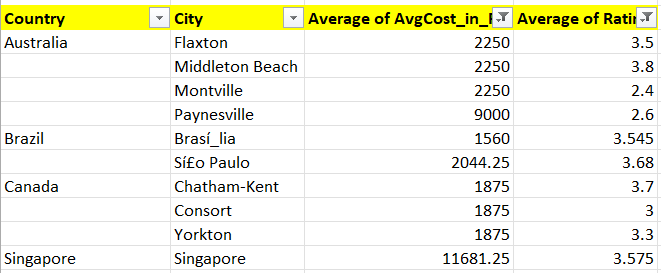 Country City Average of AvgCost_in_ Average of Ratin
Australia Flaxton 2250 3.5
Middleton Beach 2250 3.8
Montville 2250 2.4
Paynesville 9000 2.6
Brazil Brasí_lia 1560 3.545
Sí£o Paulo 2044.25 3.68
Canada Chatham-Kent 1875 3.7
Consort 1875 3
Yorkton 1875 3.3
Singapore Singapore 11681.25 3.575